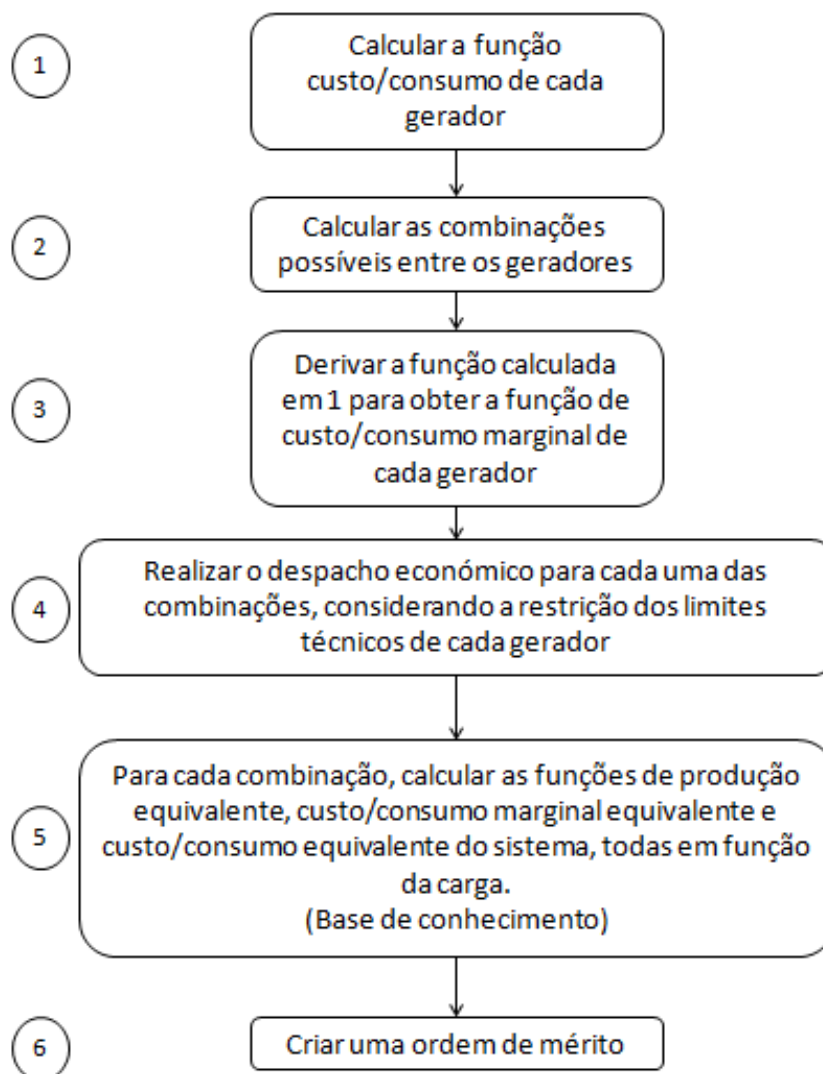 1
Calcular a função
custo/consumo de cada
gerador
2
Calcular as combinações
possíveis entre os geradores
3
Derivar a função calculada
em 1 para obter a função de
custo/consumo marginal de
cada gerador
4
Realizar o despacho económico para cada uma das
combinações, considerando a restrição dos limites
técnicos de cada gerador
5
Para cada combinação, calcular as funções de produção
equivalente, custo/consumo marginal equivalente e
custo/consumo equivalente do sistema, todas em função
da carga.
(Base de conhecimento)
6
Criar uma ordem de mérito